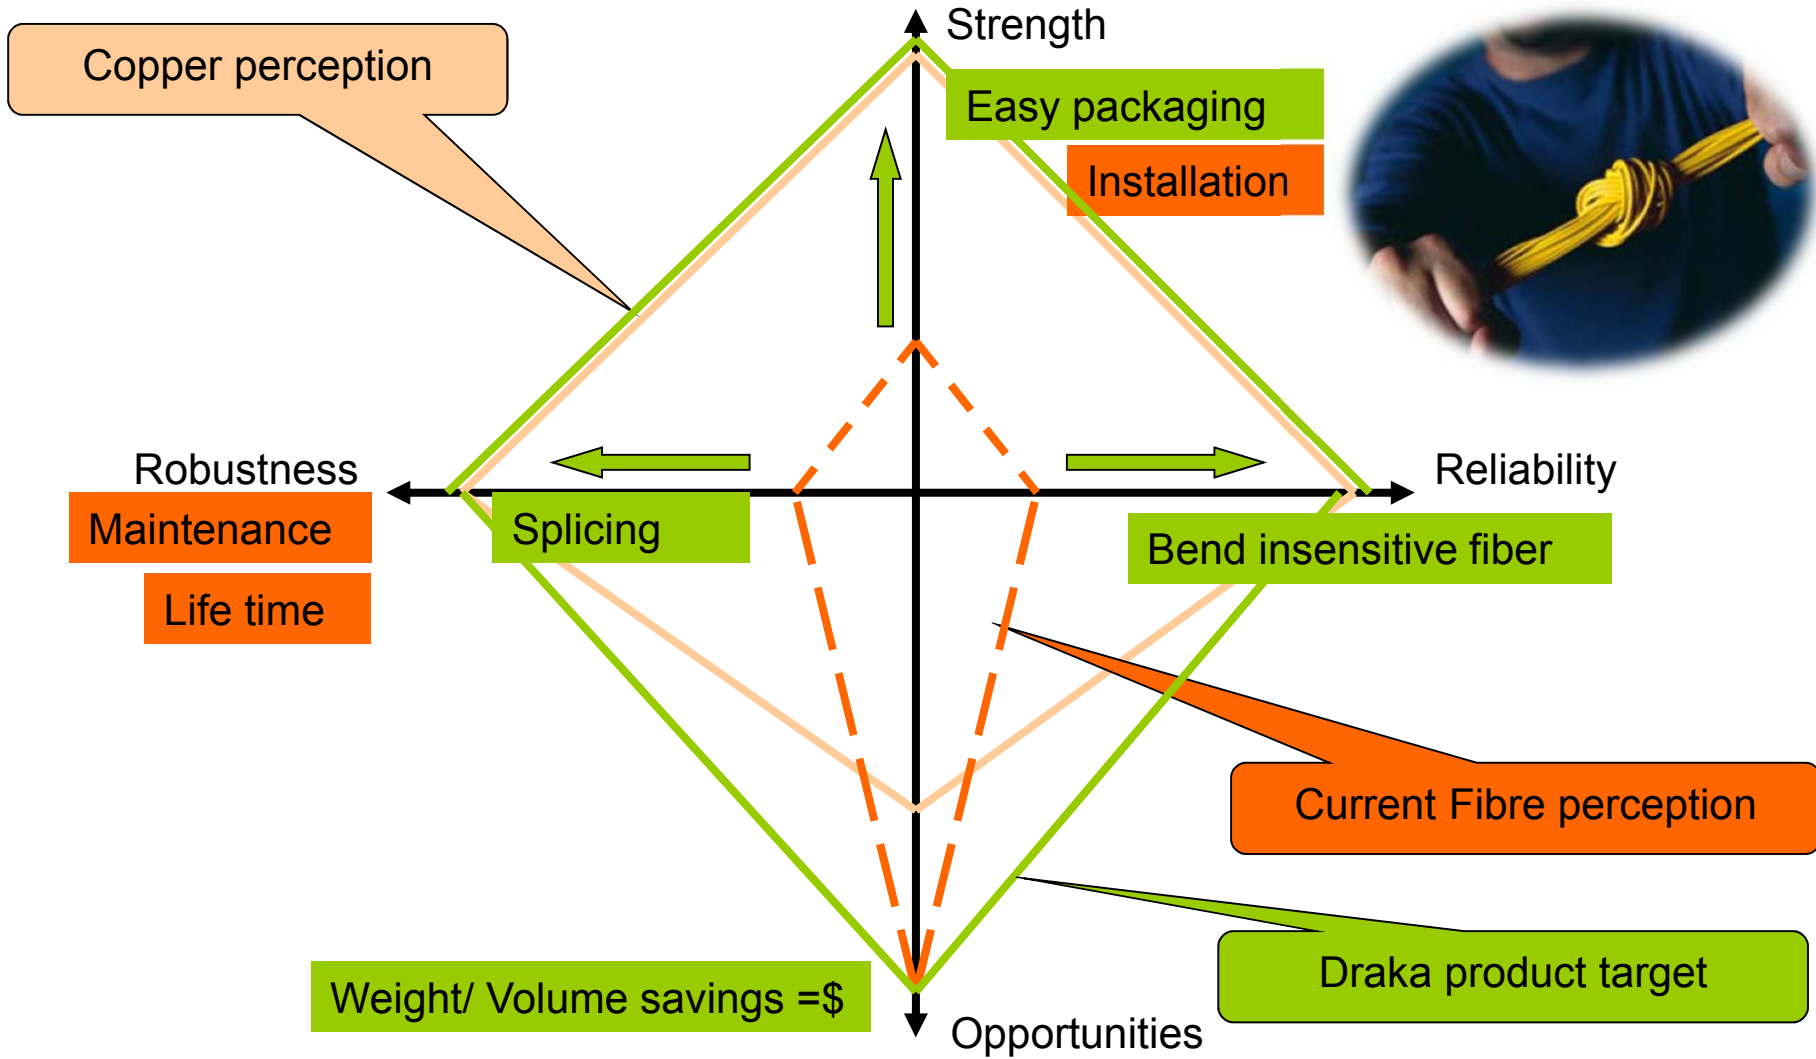 Strength
Copper perception
Easy packaging
Installation
Robustness
Reliability
Maintenance
Splicing
Bend insensitive fiber
Life time
Current Fibre perception
Draka product target
Weight/ Volume savings =$
Opportunities